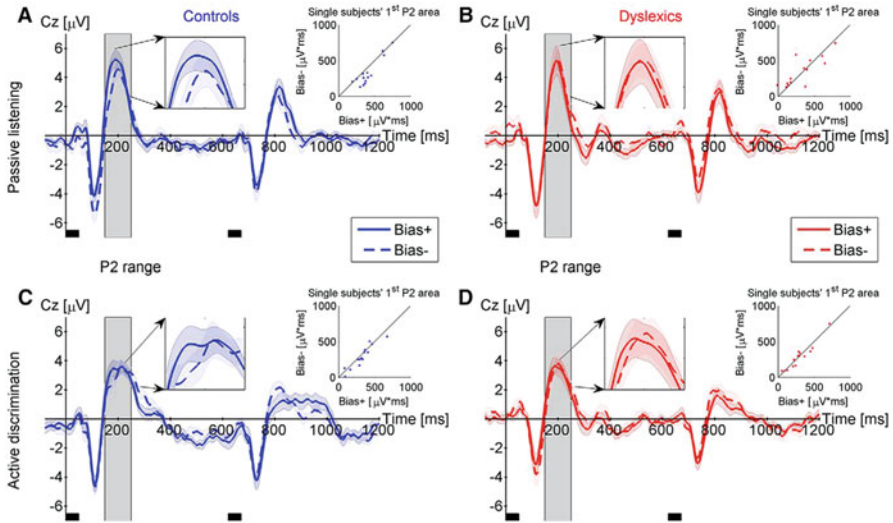 A
Controls
Cz [µV]
Single subjects' 1st P2 area
1000
Bias- [µV*ms]
500
0
0 500 1000
Bias+ [µV*ms]
6
4
2
-2
-4
-6
200 400 600 800 1000 1200
Time [ms]
Passive listening
Bias+
Bias-
P2 range
B
Dyslexics
Cz [µV]
Single subjects' 1st P2 area
1000
Bias- [µV*ms]
500
0
0 500 1000
Bias+ [µV*ms]
6
4
2
-2
-4
-6
200 400 600 800 1000 1200
Time [ms]
Bias+
Bias-
P2 range
C
Cz [µV]
Single subjects' 1st P2 area
1000
Bias- [µV*ms]
500
0
0 500 1000
Bias+ [µV*ms]
6
4
2
-2
-4
-6
200 400 600 800 1000 1200
Time [ms]
Active discrimination
D
Cz [µV]
Single subjects' 1st P2 area
1000
Bias- [µV*ms]
500
0
0 500 1000
Bias+ [µV*ms]
6
4
2
-2
-4
-6
200 400 600 800 1000 1200
Time [ms]